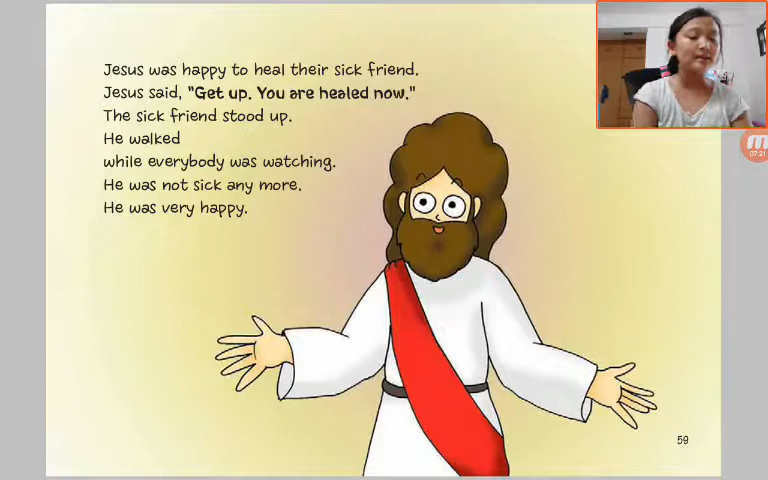 Jesus was happy to heal their sick friend.
Jesus said, "Get up. You are healed now."
The sick friend stood up.
He walked
while everybody was watching.
He was not sick any more.
He was very happy.
07:21
59